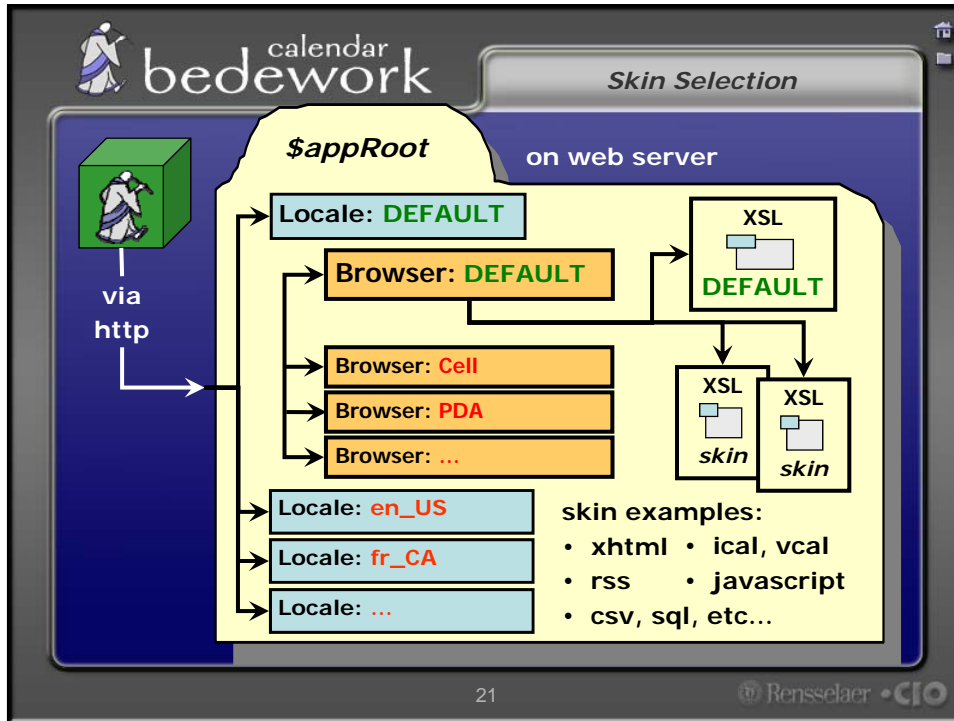 calendar
bedework
Skin Selection
$appRoot
on web server
via
http
Locale: DEFAULT
Browser: DEFAULT
Browser: Cell
Browser: PDA
Browser: ...
Locale: en_US
Locale: fr_CA
Locale: ...
XSL
DEFAULT
XSL
skin
XSL
skin
skin examples:
• xhtml • ical, vcal
• rss • javascript
• csv, sql, etc...
21
Rensselaer • CIO